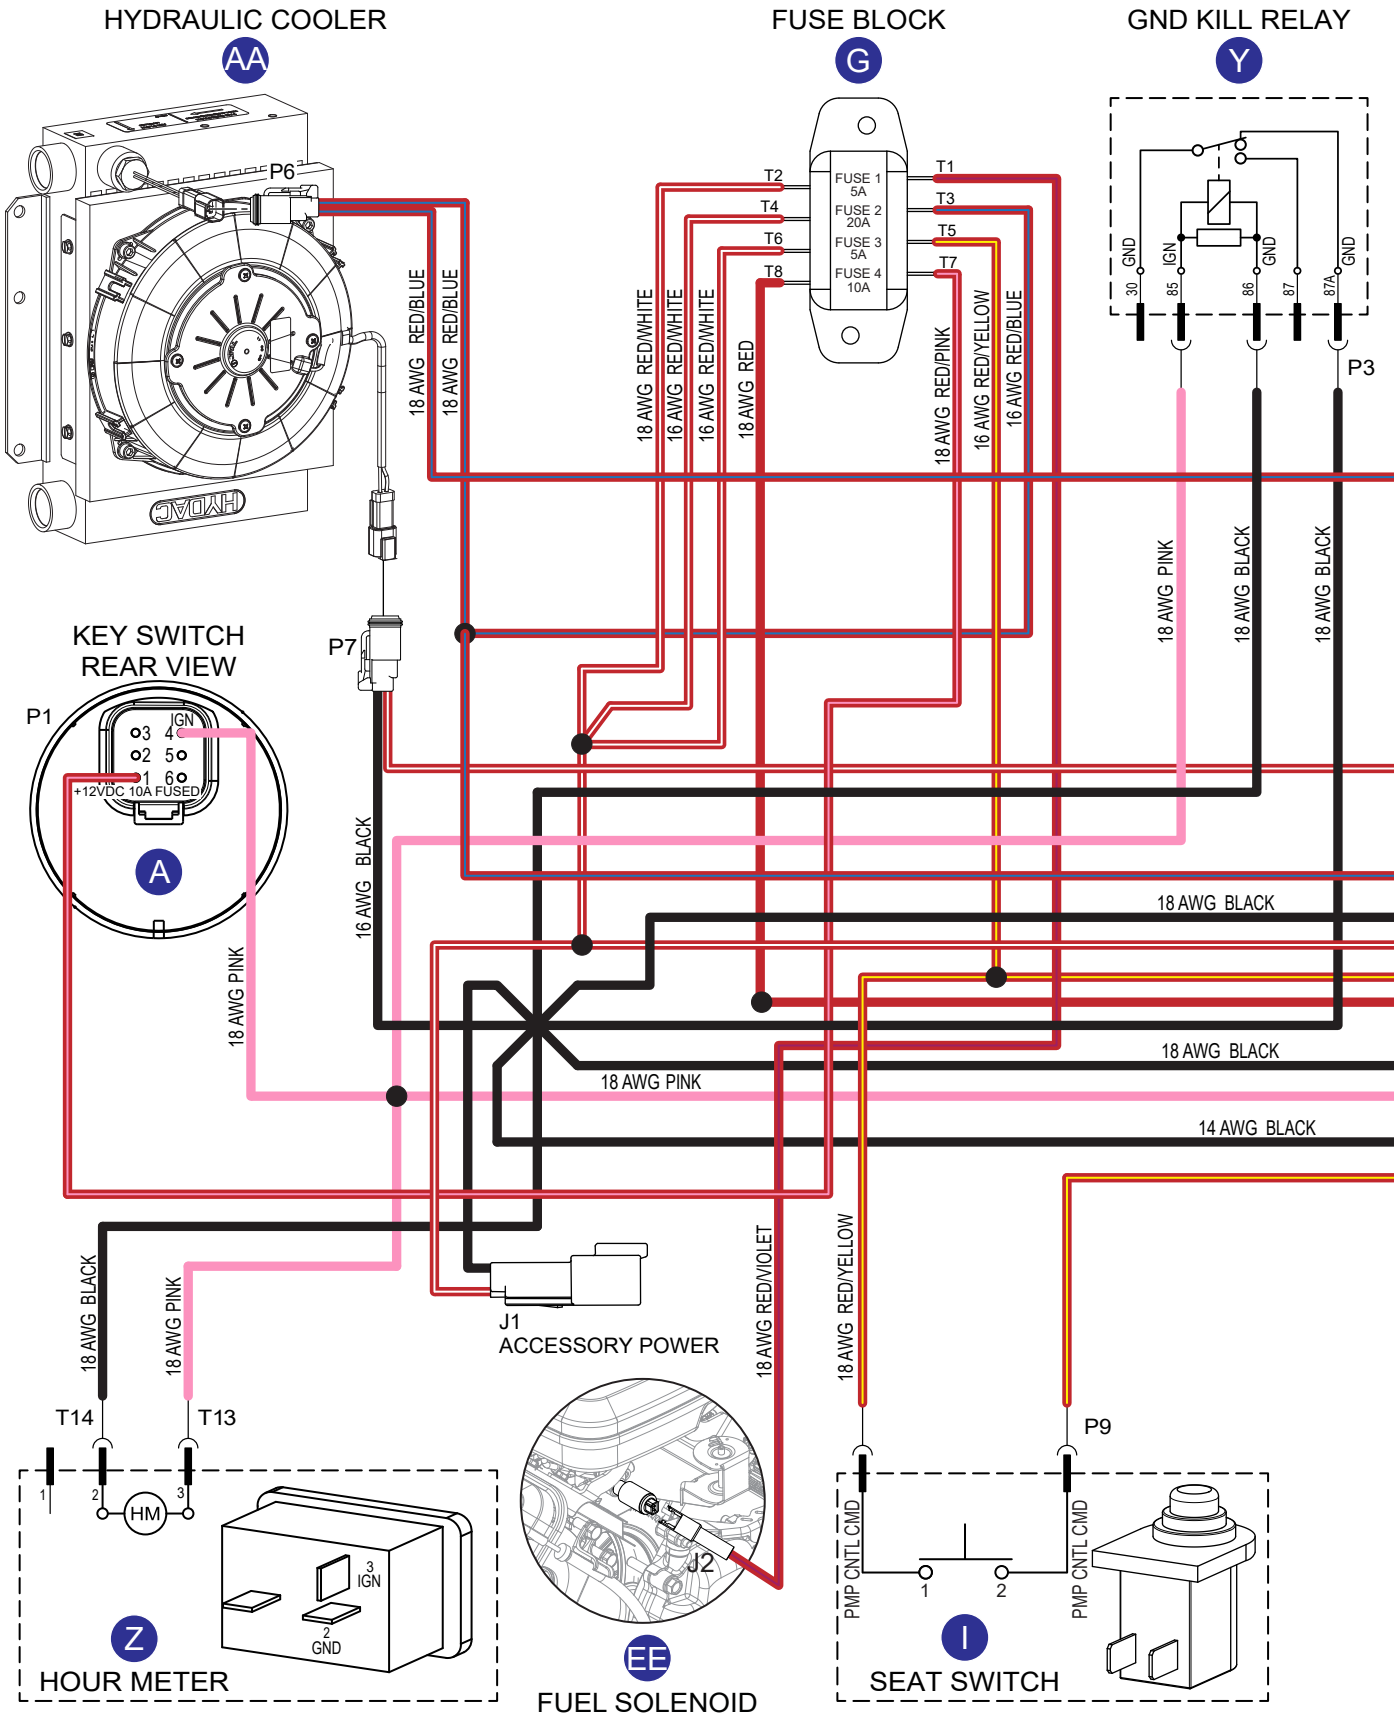 HYDRAULIC COOLER
AA
FUSE BLOCK
G
GND KILL RELAY
Y
P6
T2
T4
T6
T8
FUSE 1
5A
FUSE 2
20A
FUSE 3
5A
FUSE 4
10A
T1
T3
T5
T7
30
GND
85
IGN
86
GND
87
87A
GND
P3
18 AWG RED/BLUE
18 AWG RED/BLUE
18 AWG RED/WHITE
16 AWG RED/WHITE
16 AWG RED/WHITE
18 AWG RED
18 AWG RED/PINK
16 AWG RED/YELLOW
16 AWG RED/BLUE
HYDAC
18 AWG PINK
18 AWG BLACK
18 AWG BLACK
P7
KEY SWITCH
REAR VIEW
P1
IGN
3 4
2 5
1 6
+12VDC 10A FUSED
A
16 AWG BLACK
18 AWG PINK
18 AWG BLACK
18 AWG BLACK
18 AWG PINK
14 AWG BLACK
18 AWG BLACK
18 AWG PINK
J1
ACCESSORY POWER
18 AWG RED/VIOLET
18 AWG RED/YELLOW
T14
T13
P9
1
2
3
HM
3
IGN
2
GND
Z
HOUR METER
J2
EE
FUEL SOLENOID
PMP CNTL CMD
1
2
PMP CNTL CMD
I
SEAT SWITCH